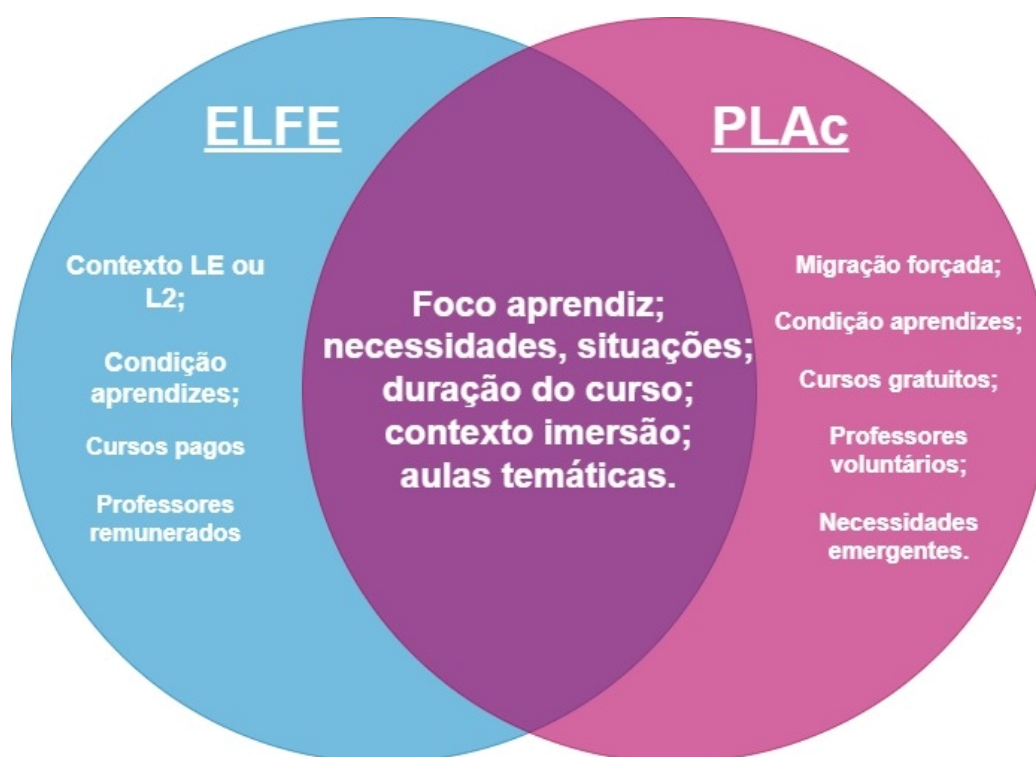 ELFE
Contexto LE ou
L2;
Condição
aprendizes;
Cursos pagos
Professores
remunerados
Foco aprendiz;
necessidades, situações;
duração do curso;
contexto imersão;
aulas temáticas.
PLAc
Migração forçada;
Condição aprendizes;
Cursos gratuitos;
Professores
voluntários;
Necessidades
emergentes.